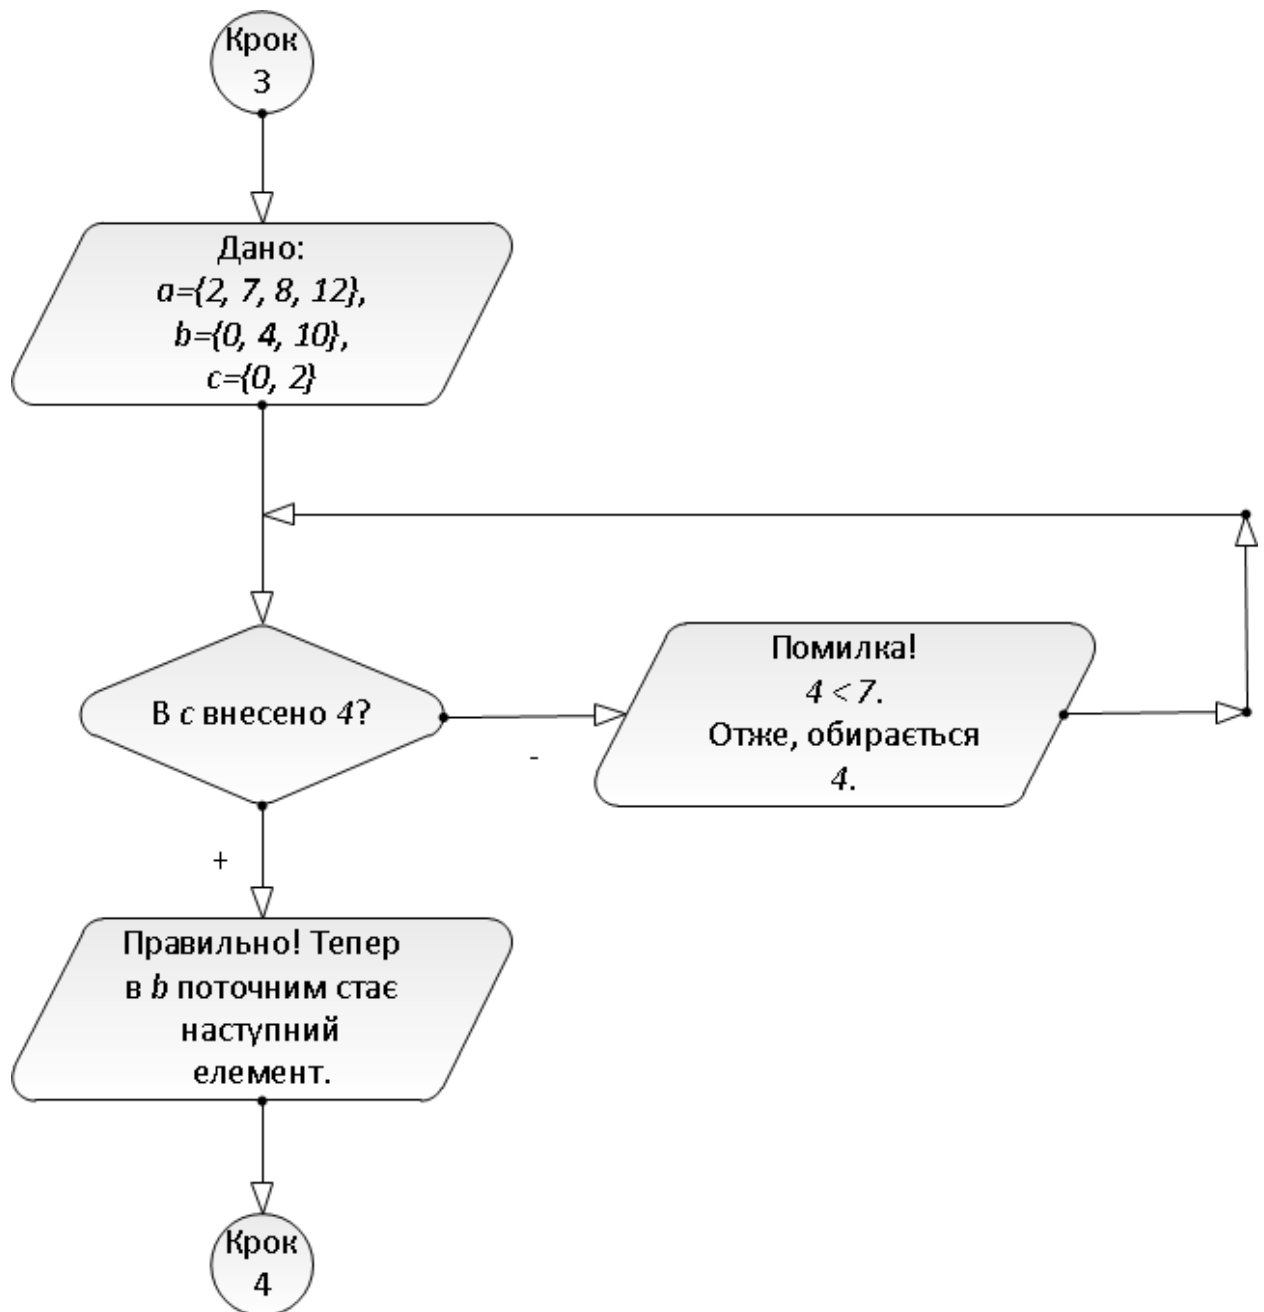 Крок
3
Дано:
a={2, 7, 8, 12},
b={0, 4, 10},
c={0, 2}
В c внесено 4?
-
Помилка!
4 < 7.
Отже, обирається
4.
+
Правильно! Тепер
в b поточним стає
наступний
елемент.
Крок
4